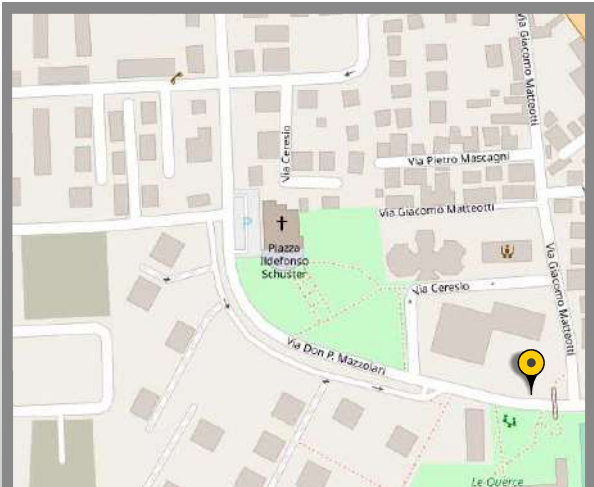 Via Giacomo Matteotti
Via Ceresio
Via Pietro Mascagni
Via Giacomo Matteotti
Piazza
Ildefonso
Schuster
Via Giacomo Matteotti
Via Ceresio
Via Don P. Mazzolari
Le Querce